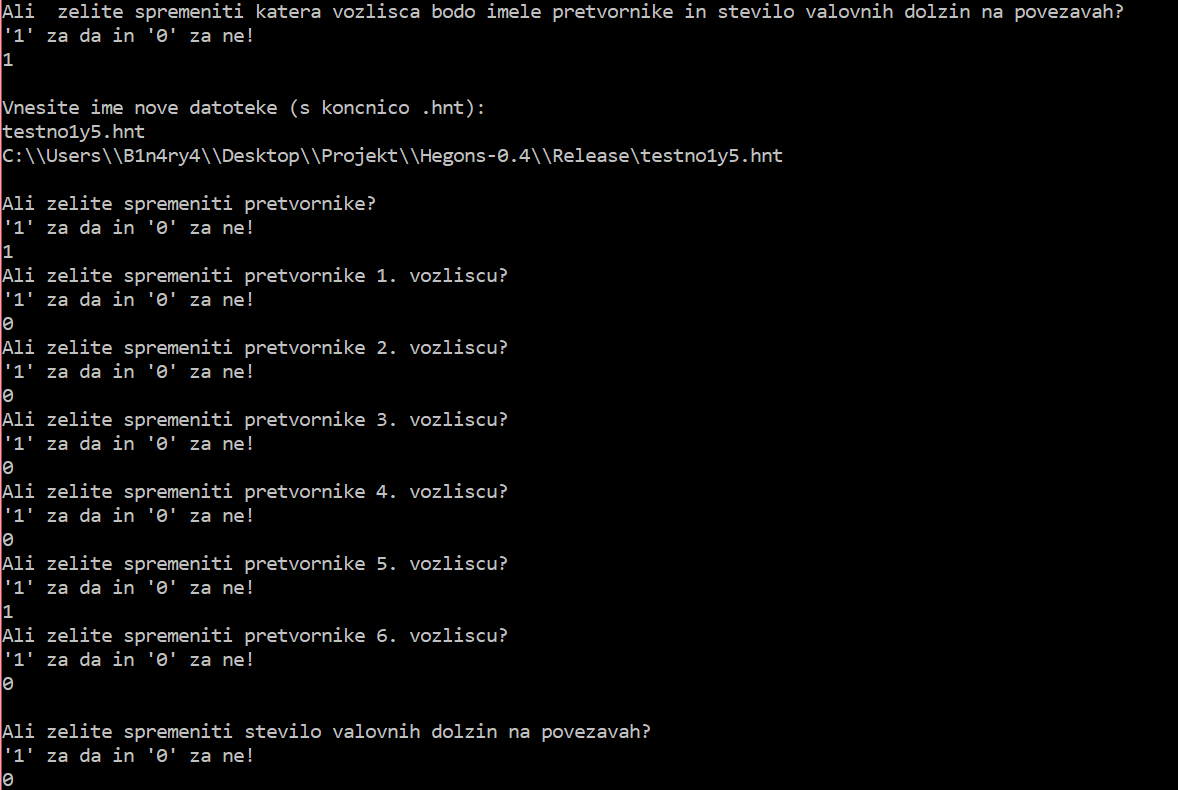 Ali  zelite spremeniti katera vozlisca bodo imele pretvornike in stevilo valovnih dolzin na povezavah?
'1' za da in '0' za ne!
1
Vnesite ime nove datoteke (s koncnico .hnt):
testno1y5.hnt
C:\\Users\\B1n4ry4\\Desktop\\Projekt\\Hegons-0.4\\Release\testno1y5.hnt
Ali zelite spremeniti pretvornike?
'1' za da in '0' za ne!
1
Ali zelite spremeniti pretvornike 1. vozliscu?
'1' za da in '0' za ne!
0
Ali zelite spremeniti pretvornike 2. vozliscu?
'1' za da in '0' za ne!
0
Ali zelite spremeniti pretvornike 3. vozliscu?
'1' za da in '0' za ne!
0
Ali zelite spremeniti pretvornike 4. vozliscu?
'1' za da in '0' za ne!
0
Ali zelite spremeniti pretvornike 5. vozliscu?
'1' za da in '0' za ne!
1
Ali zelite spremeniti pretvornike 6. vozliscu?
'1' za da in '0' za ne!
0
Ali zelite spremeniti stevilo valovnih dolzin na povezavah?
'1' za da in '0' za ne!
0